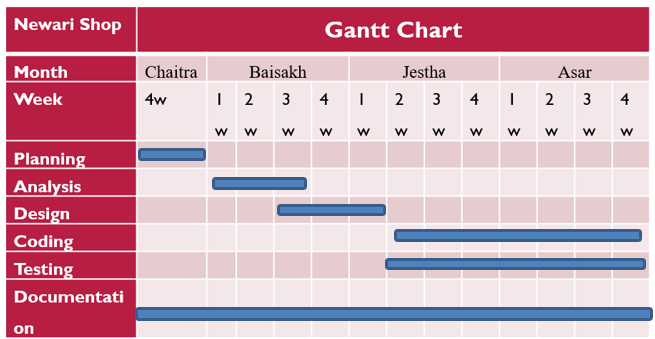 Newari Shop Gantt Chart
Month Chaitra Baisakh Jestha Asar
Week 4w 1 2 3 4 1 2 3 4 1 2 3 4
w w w w w w w w w w w w
Planning
Analysis
Design
Coding
Testing
Documentati
on